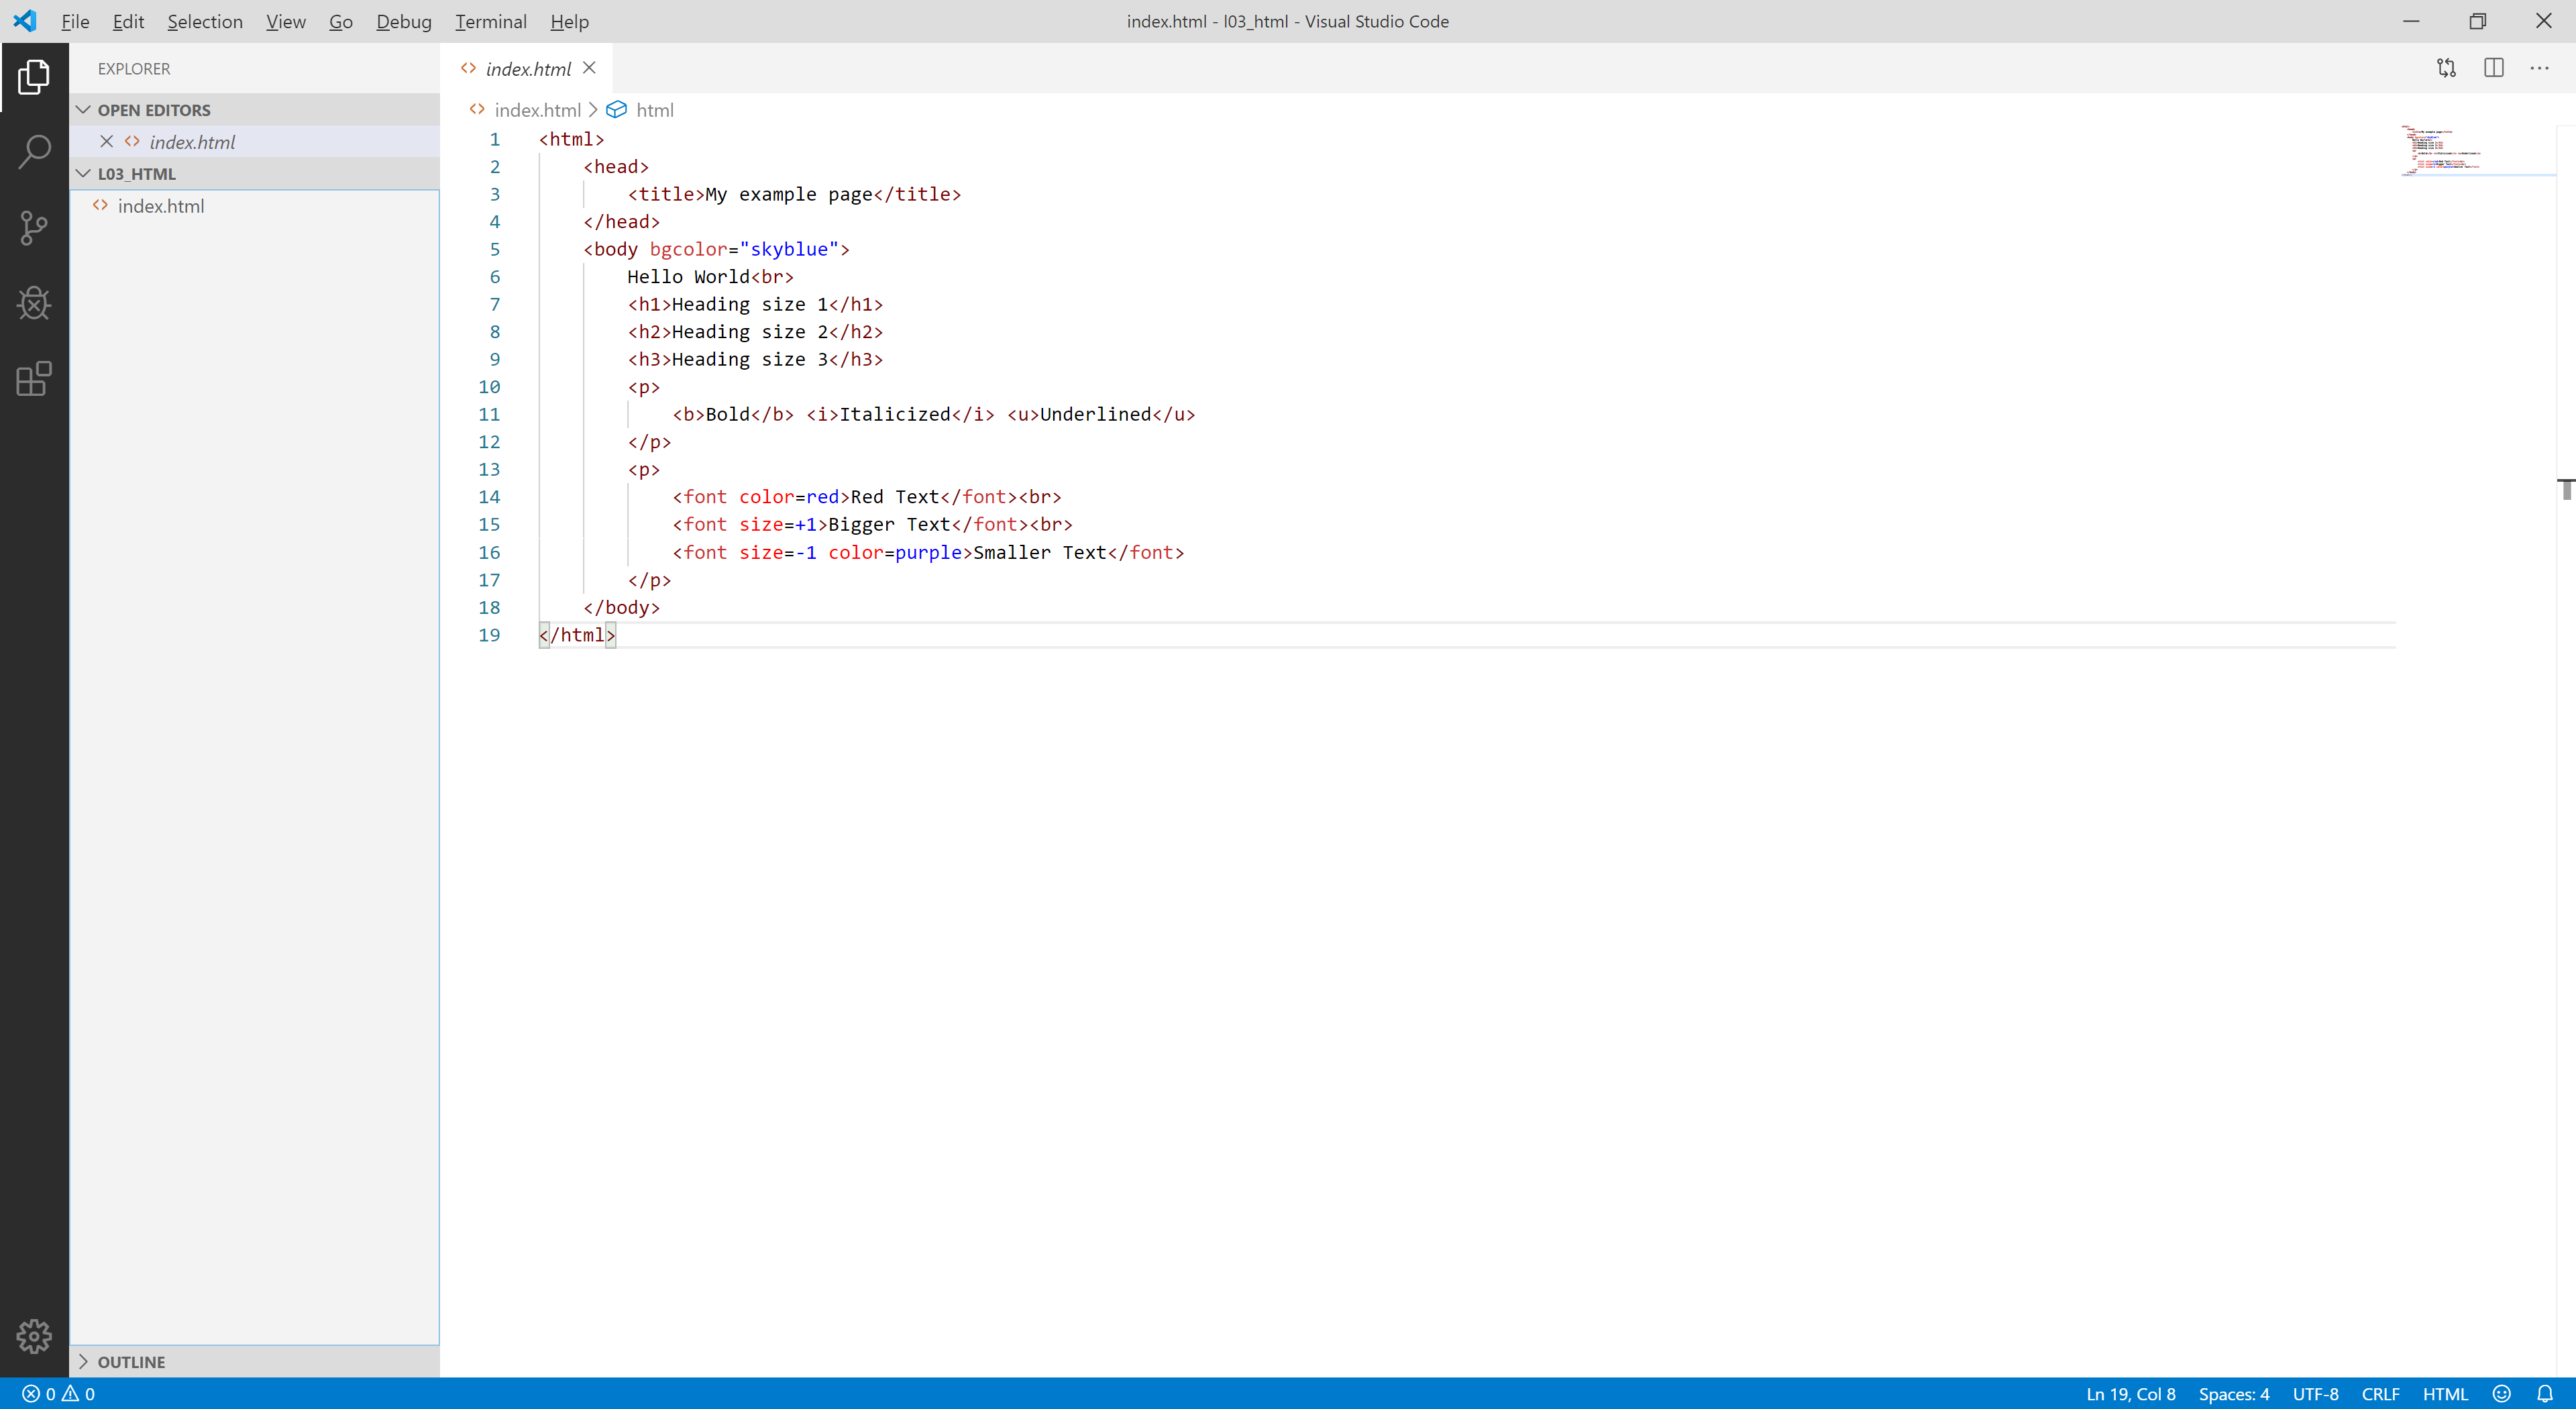 File Edit Selection View Go Debug Terminal Help
index.html - l03_html - Visual Studio Code
EXPLORER
OPEN EDITORS
index.html
L03_HTML
index.html
OUTLINE
index.html
index.html > html
1 <html>
2 <head>
3 <title>My example page</title>
4 </head>
5 <body bgcolor="skyblue">
6 Hello World<br>
7 <h1>Heading size 1</h1>
8 <h2>Heading size 2</h2>
9 <h3>Heading size 3</h3>
10 <p>
11 <b>Bold</b> <i>Italicized</i> <u>Underlined</u>
12 </p>
13 <p>
14 <font color=red>Red Text</font><br>
15 <font size=+1>Bigger Text</font><br>
16 <font size=-1 color=purple>Smaller Text</font>
17 </p>
18 </body>
19 </html>
0 0
Ln 19, Col 8 Spaces: 4 UTF-8 CRLF HTML